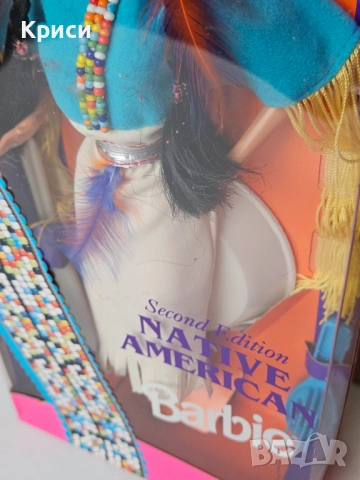 Криси
Second Edition
NATIVE
AMERICAN
Barbie
BAZAR